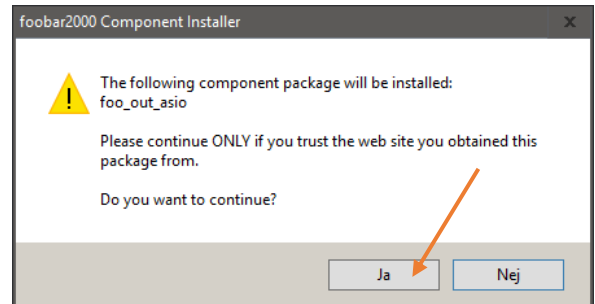 foobar2000 Component Installer
The following component package will be installed:
foo_out_asio
Please continue ONLY if you trust the web site you obtained this
package from.
Do you want to continue?
Ja
Nej